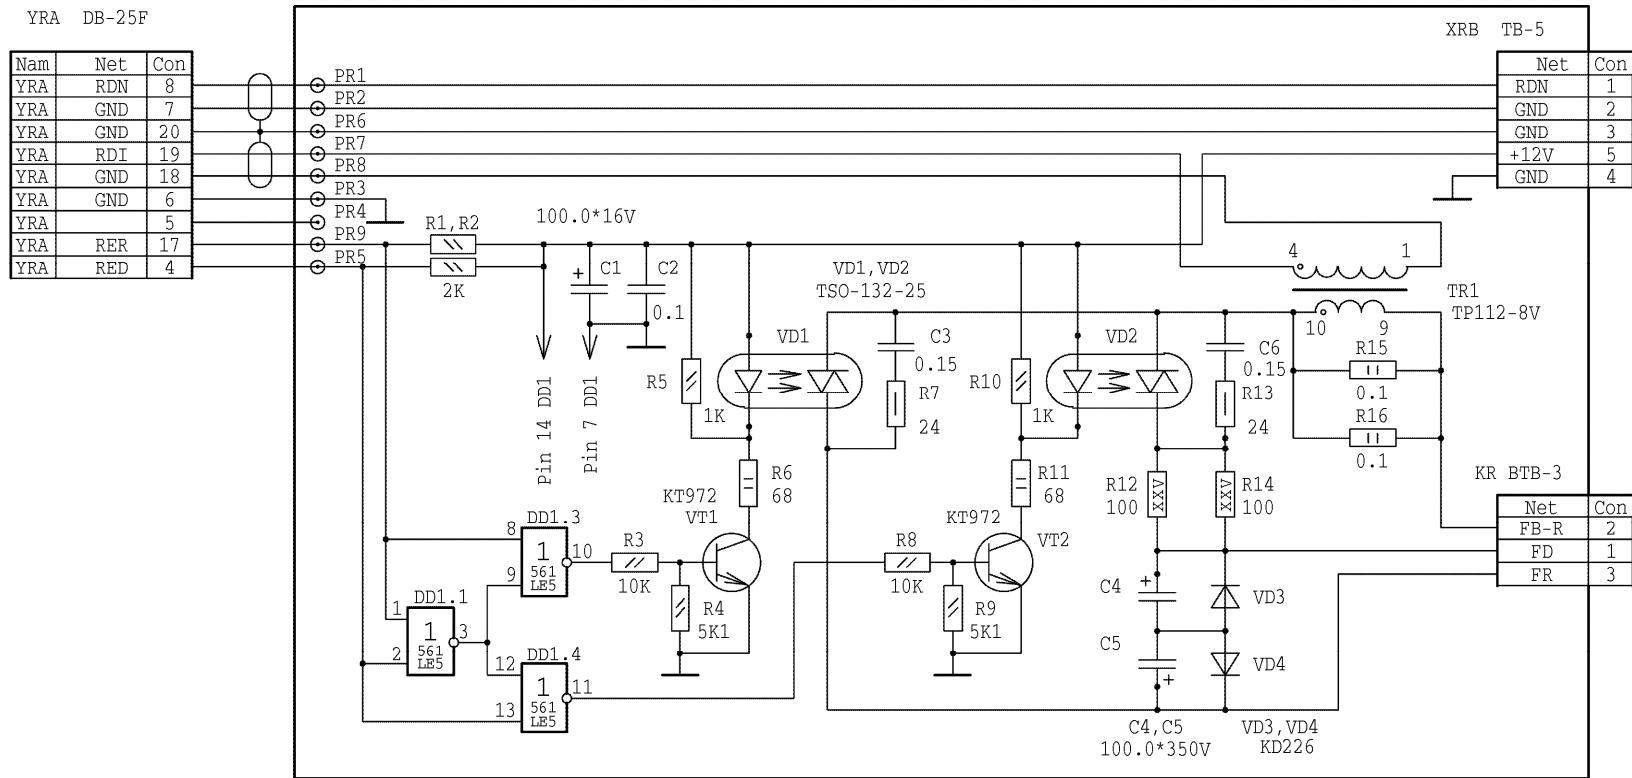 YRA DB-25F
XRB TB-5
Nam Net Con
YRA RDN 8
YRA GND 7
YRA GND 20
YRA RDI 19
YRA GND 18
YRA GND 6
YRA 5
YRA RER 17
YRA RED 4
PR1
PR2
PR6
PR7
PR8
PR3
PR4
PR9
PR5
Net Con
RDN 1
GND 2
GND 3
+12V 5
GND 4
R1,R2
2K
100.0*16V
+ C1
C2
0.1
VD1,VD2
TSO-132-25
4 1
TR1
TP112-8V
10 9
Pin 14 DD1
Pin 7 DD1
R5
1K
VD1
C3
0.15
R7
24
R10
1K
VD2
C6
0.15
R13
24
R15
0.1
R16
0.1
R6
68
R11
68
R12
100
R14
100
KR BTB-3
Net Con
FB-R 2
FD 1
FR 3
KT972
VT1
KT972
VT2
DD1.3
8
9
1
561
LE5
10
R3
10K
R4
5K1
R8
10K
R9
5K1
DD1.1
1
2
1
561
LE5
3
DD1.4
12
13
1
561
LE5
11
+
C4
C5
+
VD3
VD4
C4,C5
100.0*350V
VD3,VD4
KD226